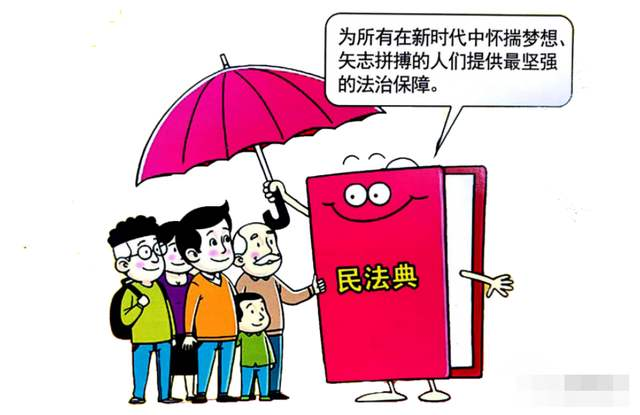 为所有在新时代中怀揣梦想、
矢志拼搏的人们提供最坚强
的法治保障。
民法典